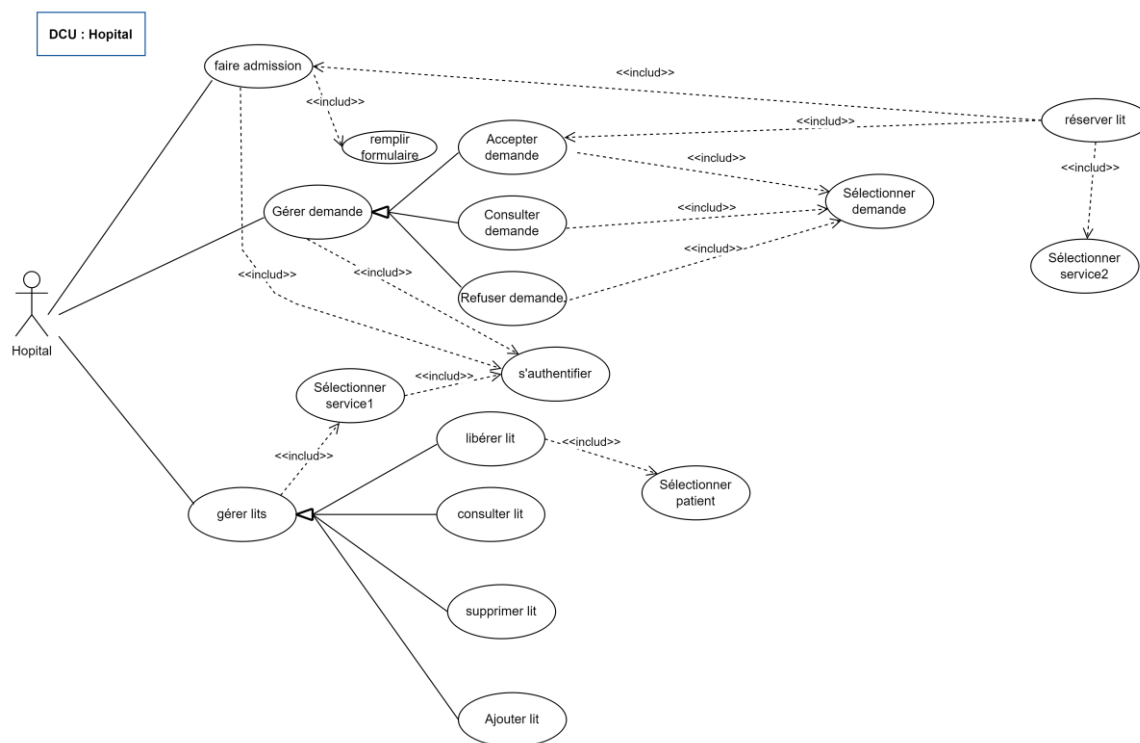 DCU : Hopital
faire admission
<<includ>>
<<includ>>
réserver lit
<<includ>>
remplir
formulaire
Accepter
demande
<<includ>>
<<includ>>
Gérer demande
Consulter
demande
<<includ>>
Sélectionner
demande
<<includ>>
Sélectionner
service2
<<includ>>
<<includ>>
Refuser demande
Hopital
s'authentifier
<<includ>>
Sélectionner
service1
<<includ>>
libérer lit
<<includ>>
Sélectionner
patient
gérer lits
consulter lit
supprimer lit
Ajouter lit